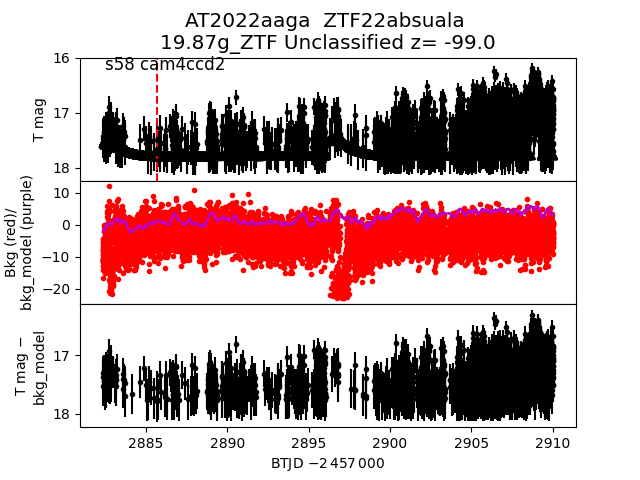 AT2022aaga  ZTF22absuala
19.87g_ZTF Unclassified z= -99.0
s58 cam4ccd2
16
17
18
T mag
10
0
−10
−20
Bkg (red)/
bkg_model (purple)
17
18
T mag −
bkg_model
2885
2890
2895
2900
2905
2910
BTJD −2 457 000